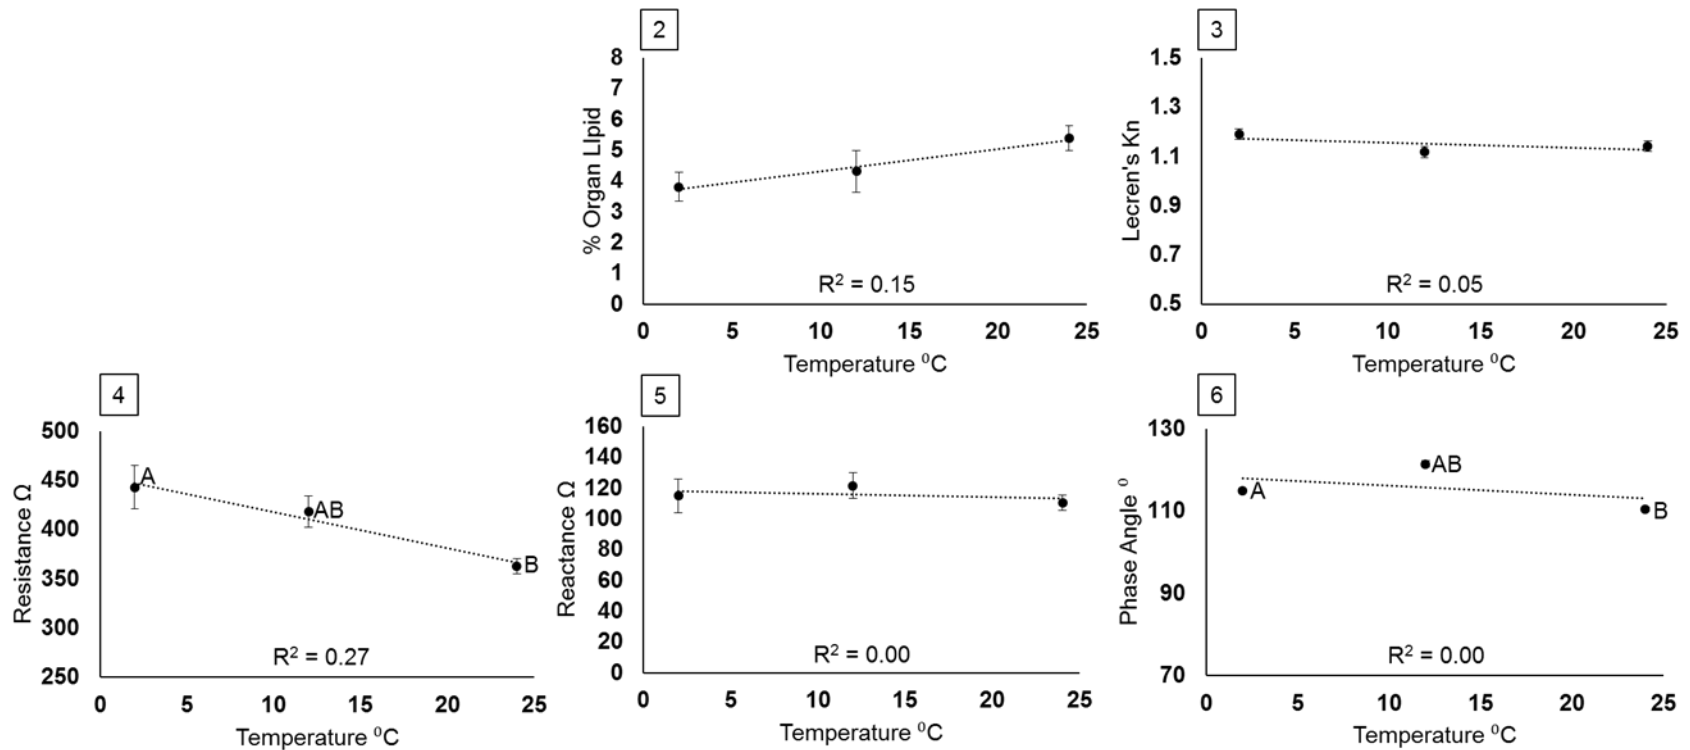 2
8
7
6
5
4
3
2
1
0
% Organ LIpid
R² = 0.15
0 5 10 15 20 25
Temperature ⁰C
3
1.5
1.3
1.1
0.9
0.7
0.5
Lecren's Kn
R² = 0.05
0 5 10 15 20 25
Temperature ⁰C
4
500
450
400
350
300
250
Resistance Ω
A
AB
B
R² = 0.27
0 5 10 15 20 25
Temperature ⁰C
5
160
140
120
100
80
60
40
20
0
Reactance Ω
R² = 0.00
0 5 10 15 20 25
Temperature ⁰C
6
130
110
90
70
Phase Angle ⁰
A
AB
B
R² = 0.00
0 5 10 15 20 25
Temperature ⁰C